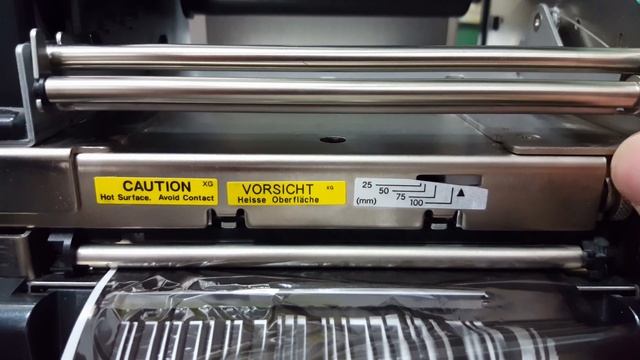 CAUTION XG
Hot Surface. Avoid Contact
VORSICHT XG
Heisse Oberfläche
25
50
75
(mm) 100